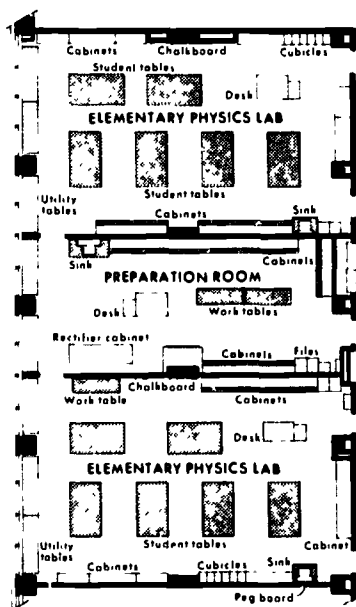 Cabinets Chalkboard Cubicles
Student tables
Desk
ELEMENTARY PHYSICS LAB
Utility
tables
Student tables
Cabinets Sink
Sink Cabinets
PREPARATION ROOM
Desk Work tables
Rectifier cabinet
Cabinets Files
Chalkboard
Work table Cabinets
Desk
ELEMENTARY PHYSICS LAB
Utility
tables
Student tables
Cabinet
Cabinets Cubicles Sink
Peg board